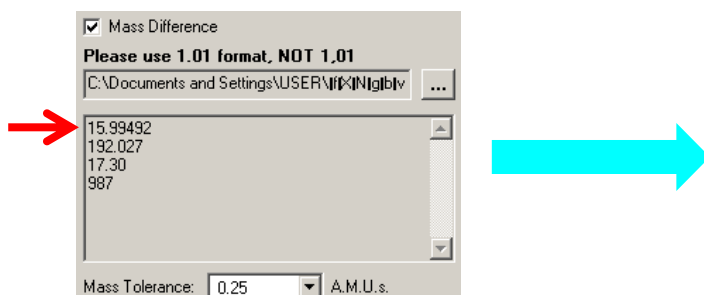 Mass Difference
Please use 1.01 format, NOT 1,01
C:\Documents and Settings\USER\
...
15.99492
192.027
17.30
987
Mass Tolerance: 0.25 A.M.U.s.